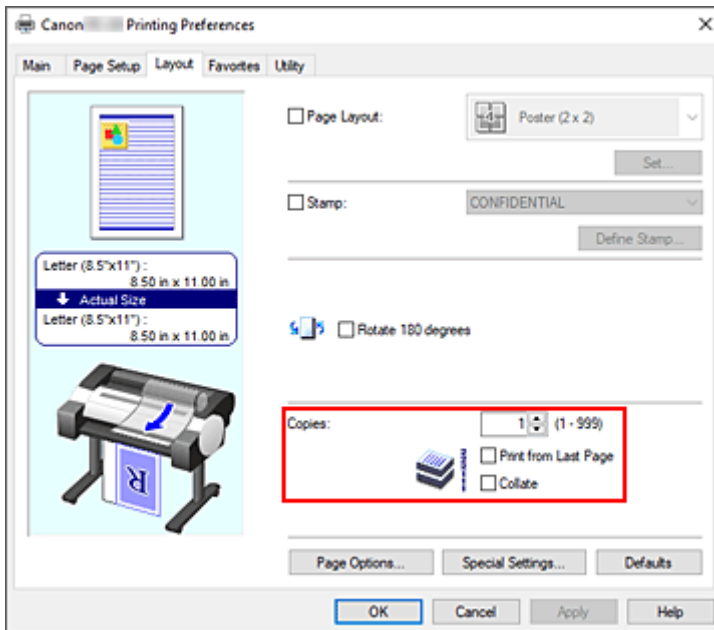 Canon Printing Preferences
Main Page Setup Layout Favorites Utility
Page Layout: Poster (2 x 2)
Set...
Stamp: CONFIDENTIAL
Define Stamp...
Letter (8.5"x11") :
8.50 in x 11.00 in
Actual Size
Letter (8.5"x11") :
8.50 in x 11.00 in
Rotate 180 degrees
Copies: 1 (1 - 999)
Print from Last Page
Collate
R
Page Options... Special Settings... Defaults
OK Cancel Apply Help